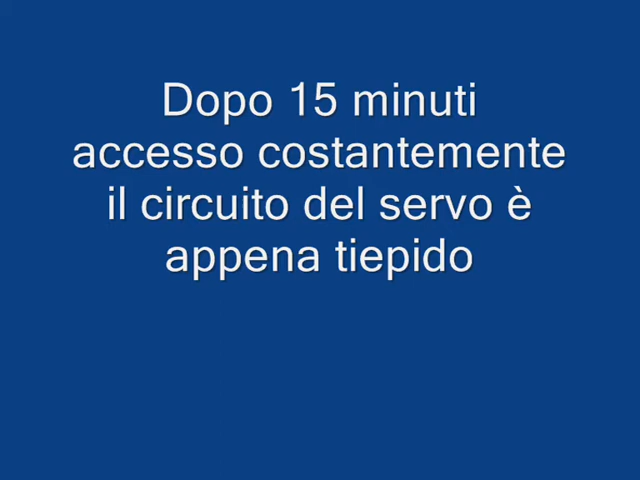 Dopo 15 minuti
accesso costantemente
il circuito del servo è
appena tiepido